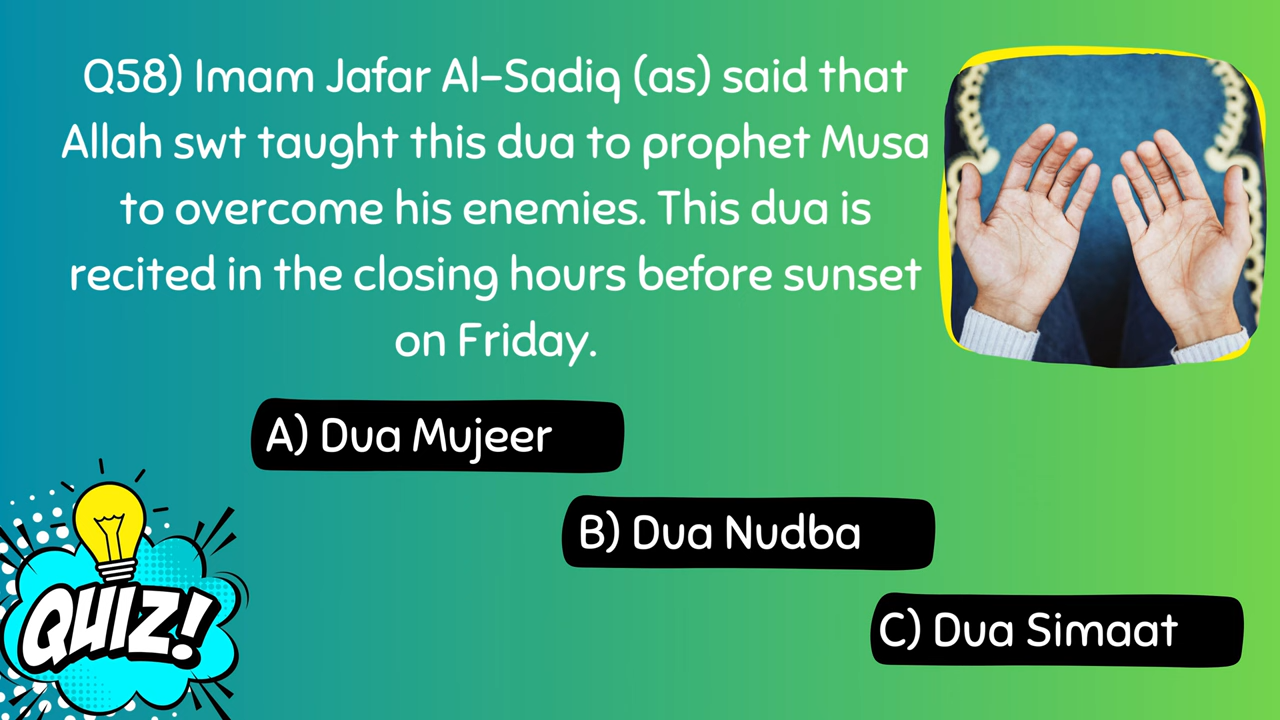 Q58) Imam Jafar Al-Sadiq (as) said that
Allah swt taught this dua to prophet Musa
to overcome his enemies. This dua is
recited in the closing hours before sunset
on Friday.
A) Dua Mujeer
B) Dua Nudba
C) Dua Simaat
QUIZ!